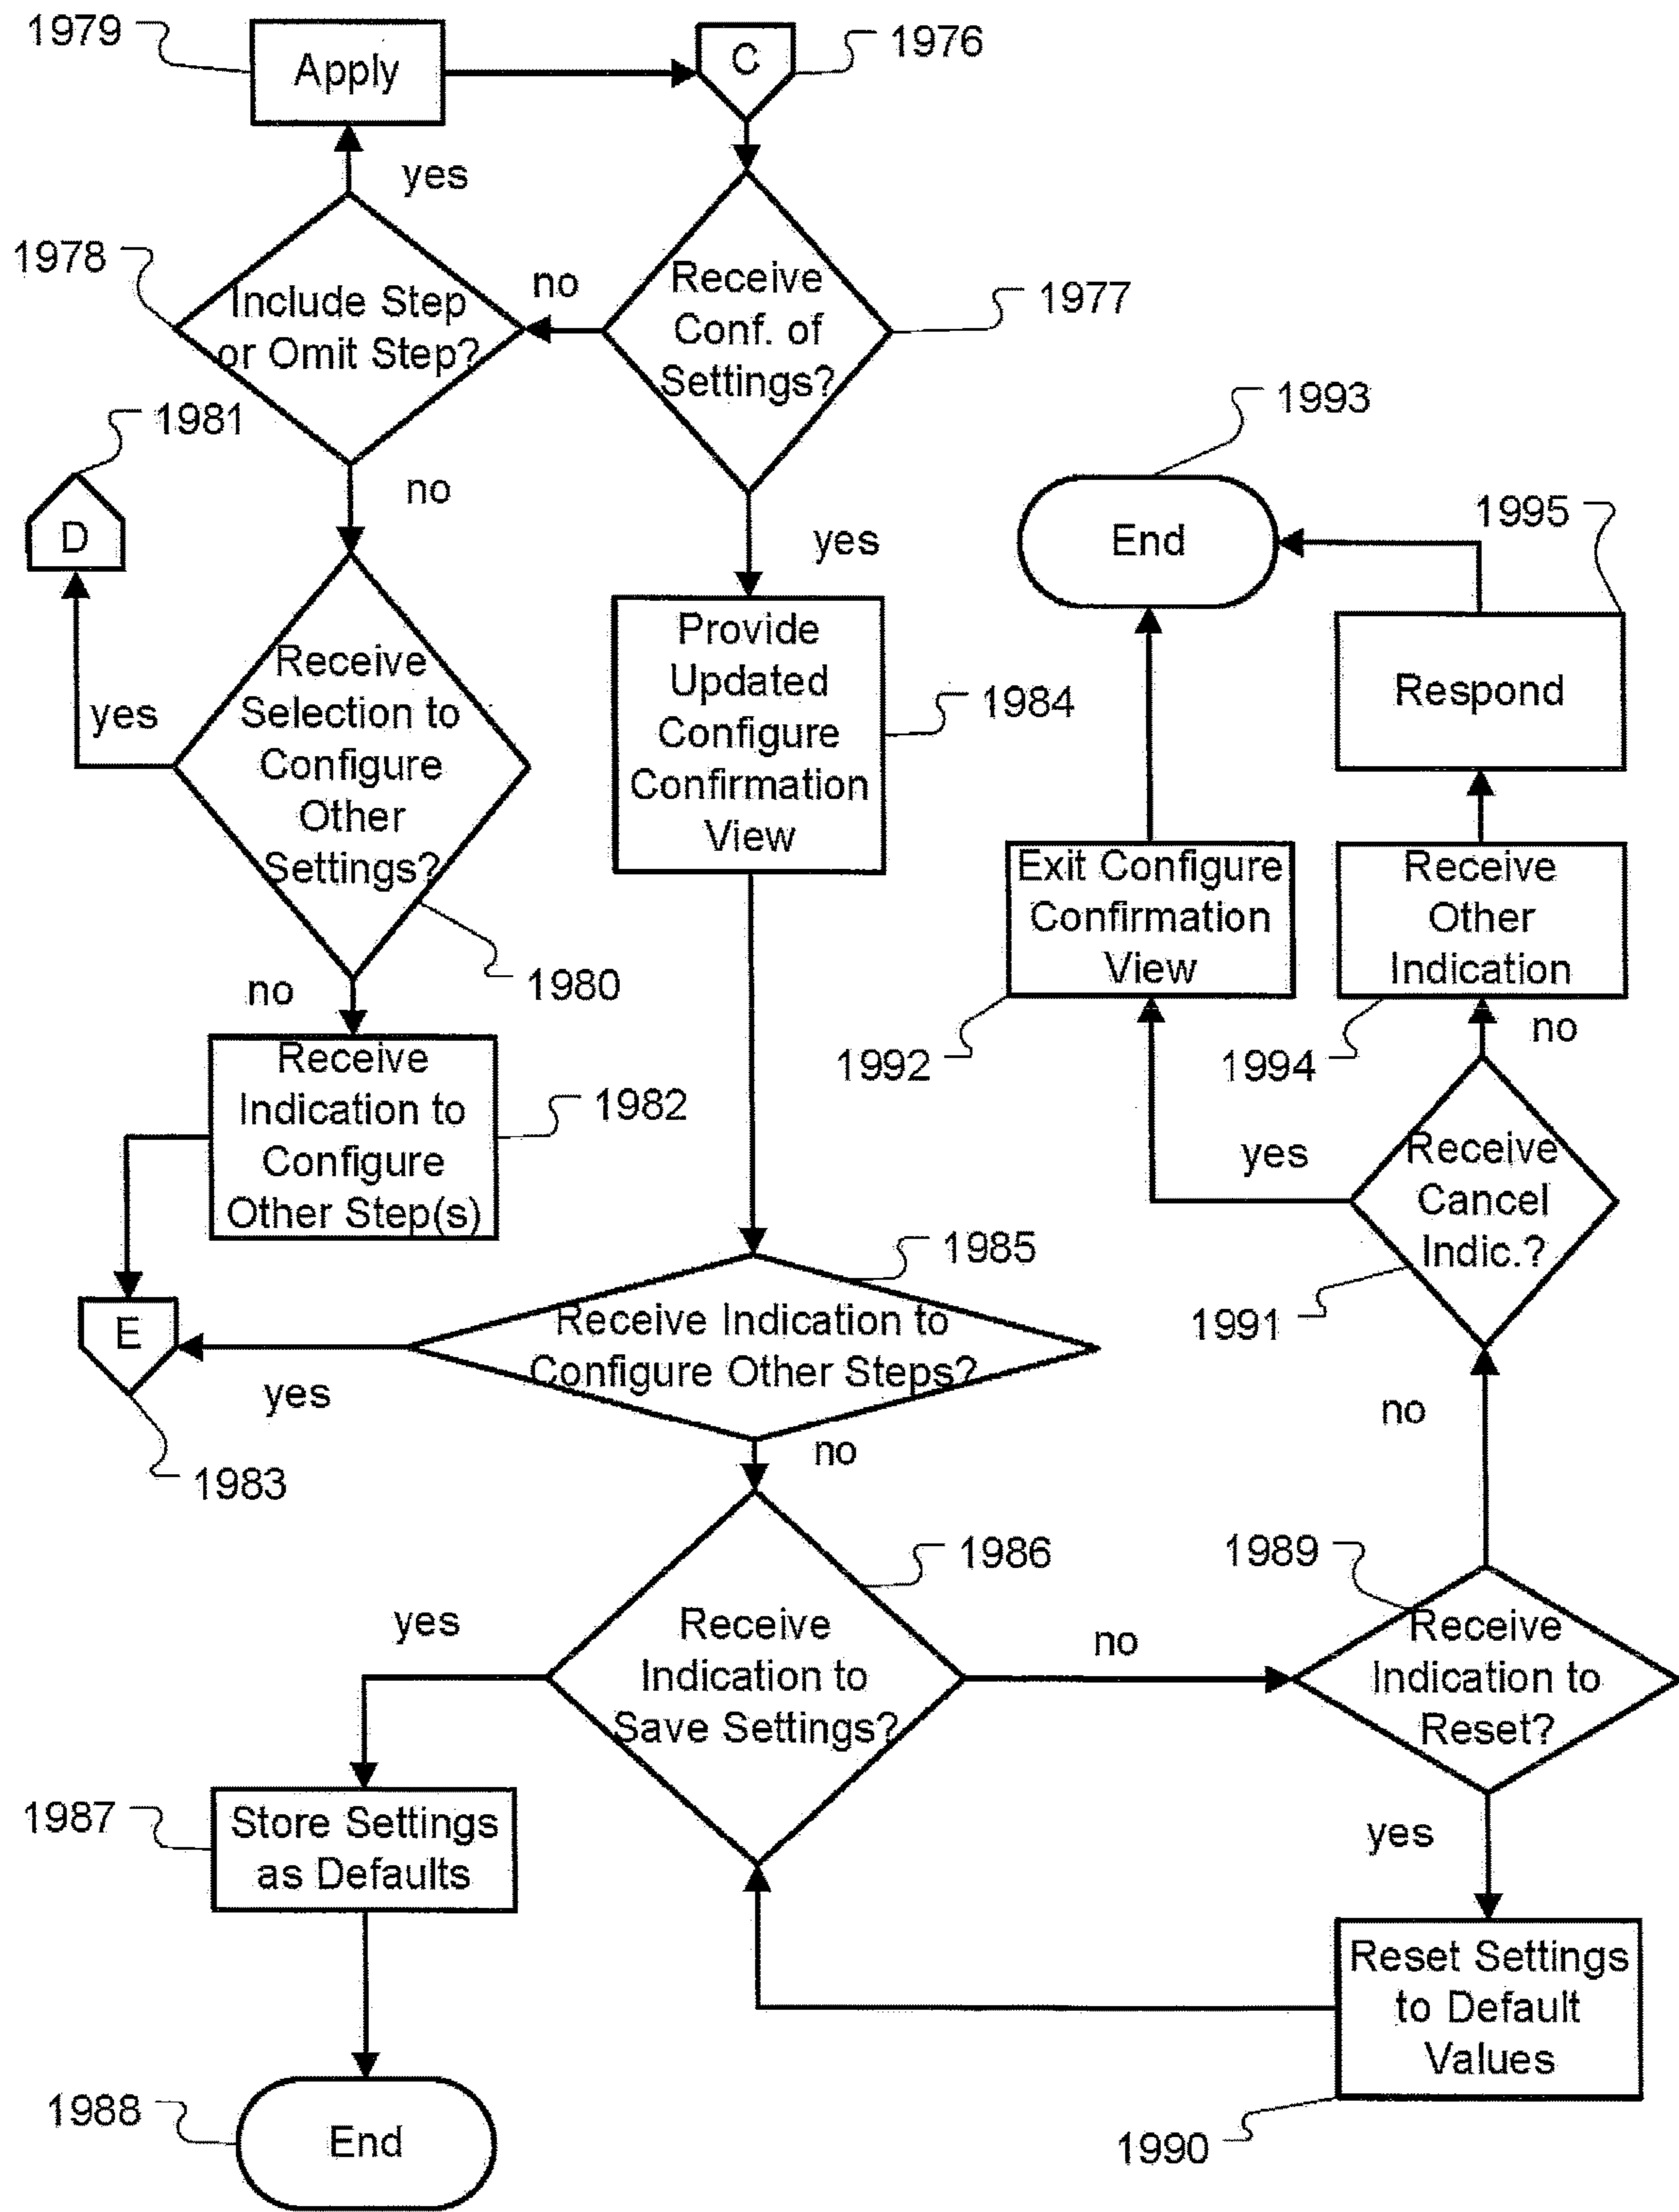 1979
Apply
C
1976
yes
1978
Include Step
or Omit Step?
no
Receive
Conf. of
Settings?
1977
1981
D
no
yes
1993
End
1995
Respond
Receive
Selection to
Configure
Other
Settings?
yes
1980
no
Provide
Updated
Configure
Confirmation
View
1984
Exit Configure
Confirmation
View
1992
Receive
Other
Indication
1994
no
Receive
Indication to
Configure
Other Step(s)
1982
yes
Receive
Cancel
Indic.?
1991
E
1983
yes
1985
Receive Indication to
Configure Other Steps?
no
no
1986
Receive
Indication to
Save Settings?
yes
no
1989
Receive
Indication to
Reset?
yes
1987
Store Settings
as Defaults
Reset Settings
to Default
Values
1990
1988
End